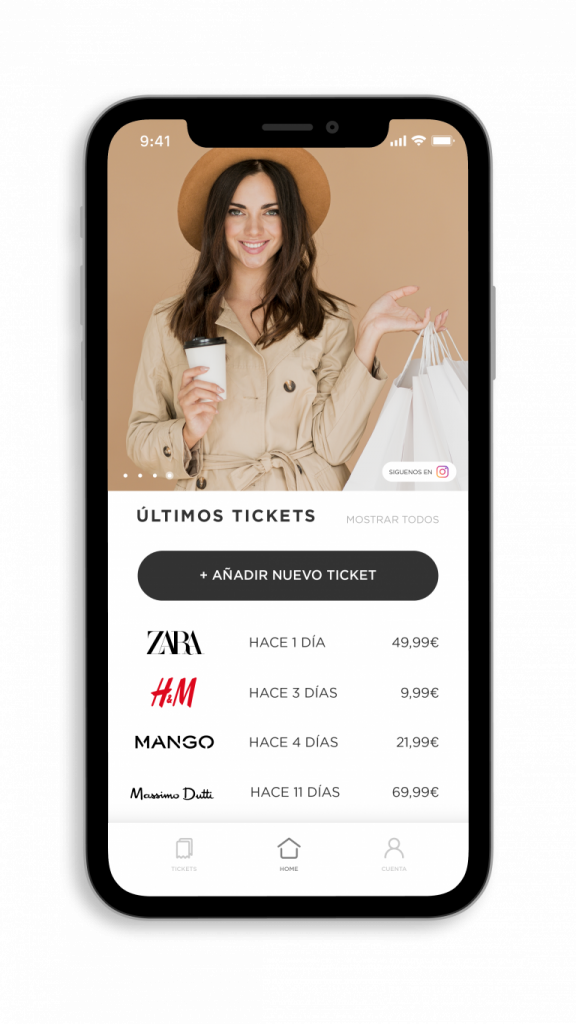 9:41
SIGUENOS EN
ÚLTIMOS TICKETS
MOSTRAR TODOS
+ AÑADIR NUEVO TICKET
ZARA HACE 1 DÍA 49,99€
H&M HACE 3 DÍAS 9,99€
MANGO HACE 4 DÍAS 21,99€
Massimo Dutti HACE 11 DÍAS 69,99€
TICKETS HOME CUENTA